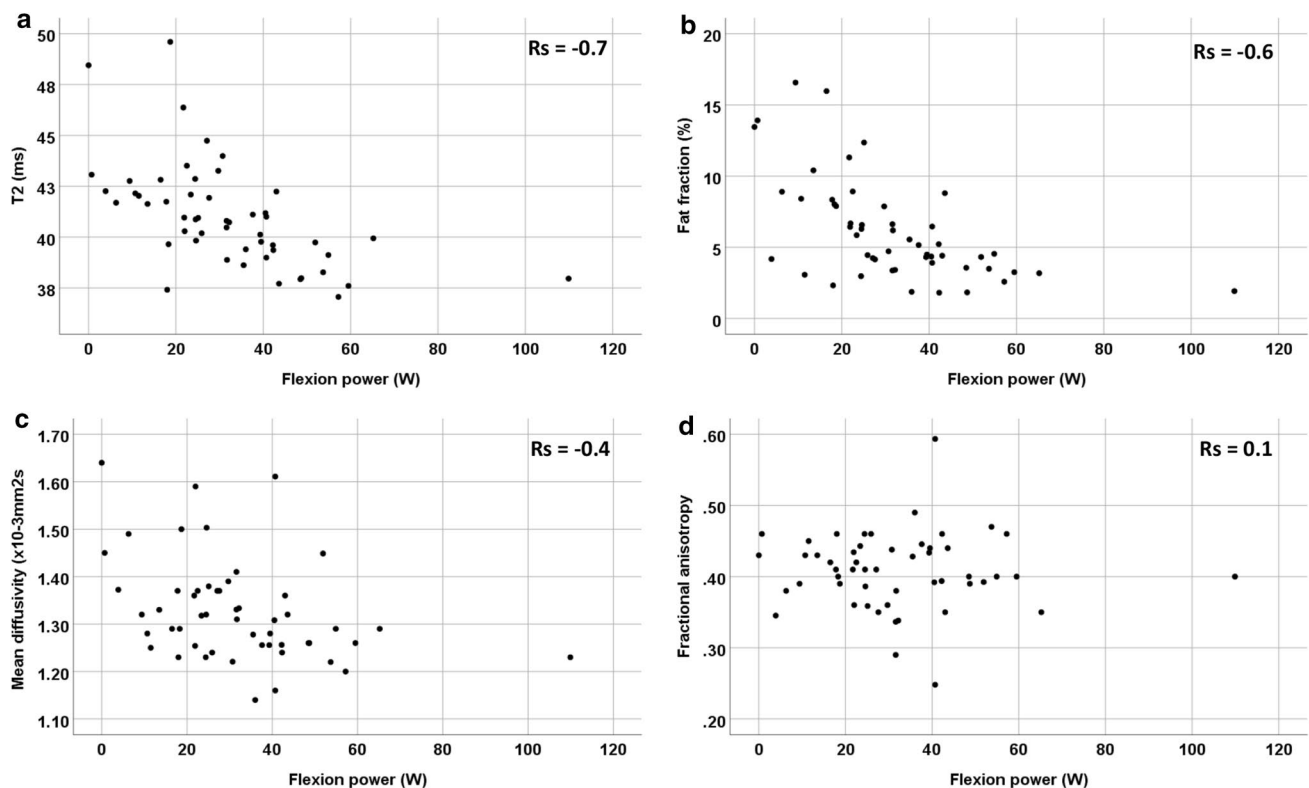 a
Rs = -0.7
T2 (ms)
50
48
45
43
40
38
0 20 40 60 80 100 120
Flexion power (W)
b
Rs = -0.6
Fat fraction (%)
20
15
10
5
0
0 20 40 60 80 100 120
Flexion power (W)
c
Rs = -0.4
Mean diffusivity (x10-3mm2s
1.70
1.60
1.50
1.40
1.30
1.20
1.10
0 20 40 60 80 100 120
Flexion power (W)
d
Rs = 0.1
Fractional anisotropy
.60
.50
.40
.30
.20
0 20 40 60 80 100 120
Flexion power (W)